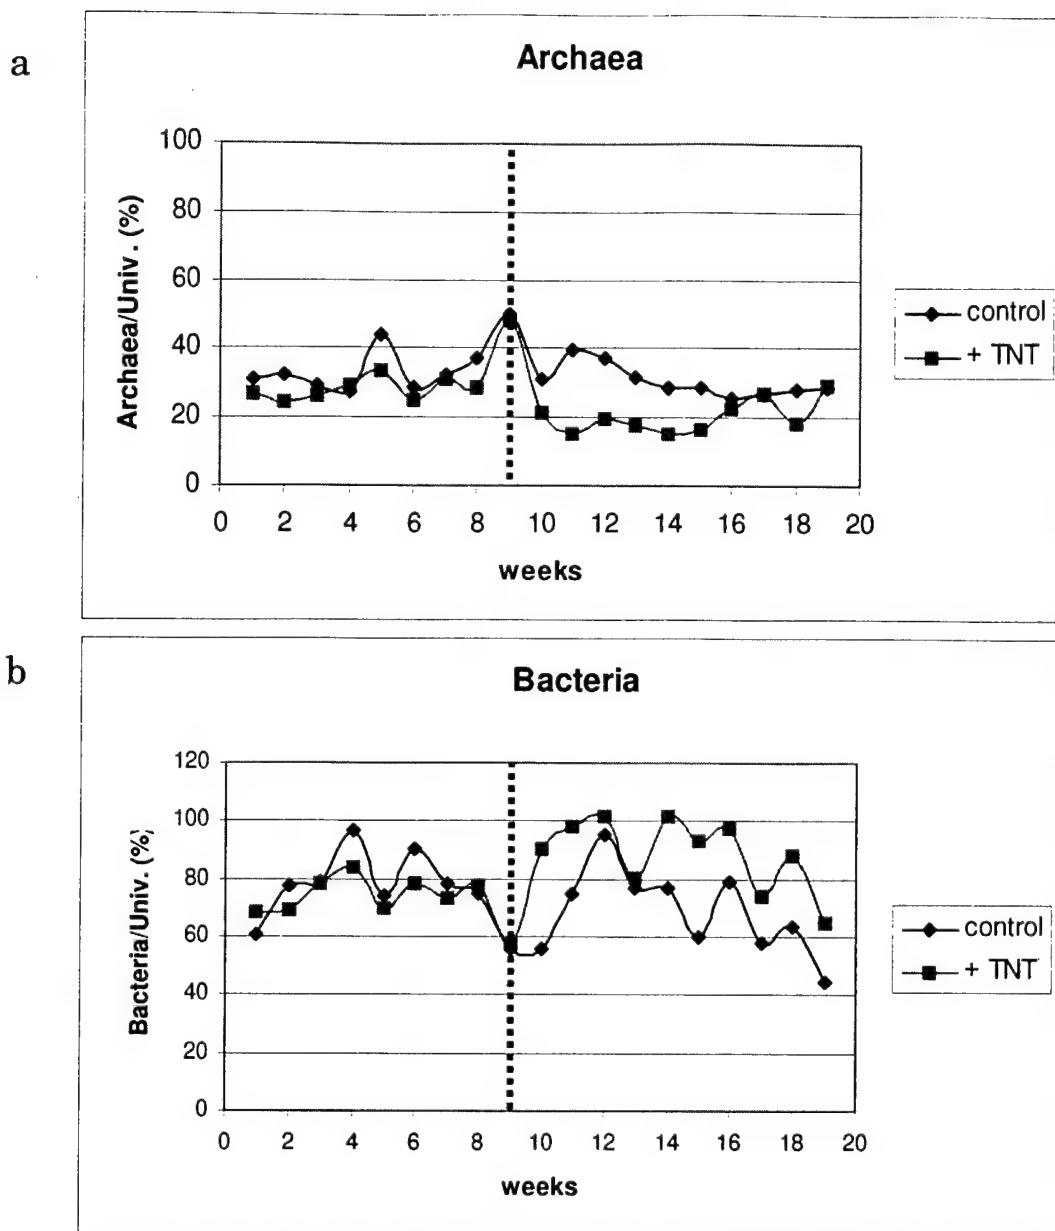 a
Archaea
Archaea/Univ. (%)
100
80
60
40
20
0
0 2 4 6 8 10 12 14 16 18 20
weeks
control
+ TNT
b
Bacteria
Bacteria/Univ. (%)
120
100
80
60
40
20
0
0 2 4 6 8 10 12 14 16 18 20
weeks
control
+ TNT